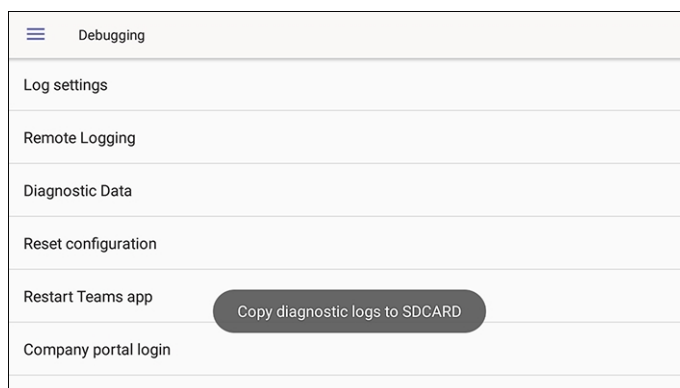 Debugging
Log settings
Remote Logging
Diagnostic Data
Reset configuration
Restart Teams app
Copy diagnostic logs to SDCARD
Company portal login